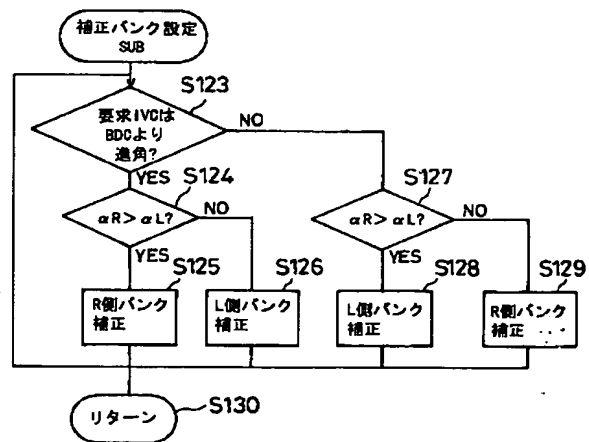 補正バンク設定
SUB
S123
要求IVCは
BDCより
進角?
NO
YES
S124
αR>αL?
NO
YES
S127
αR>αL?
NO
YES
S125
R側バンク
補正
S126
L側バンク
補正
S128
L側バンク
補正
S129
R側バンク
補正
リターン
S130